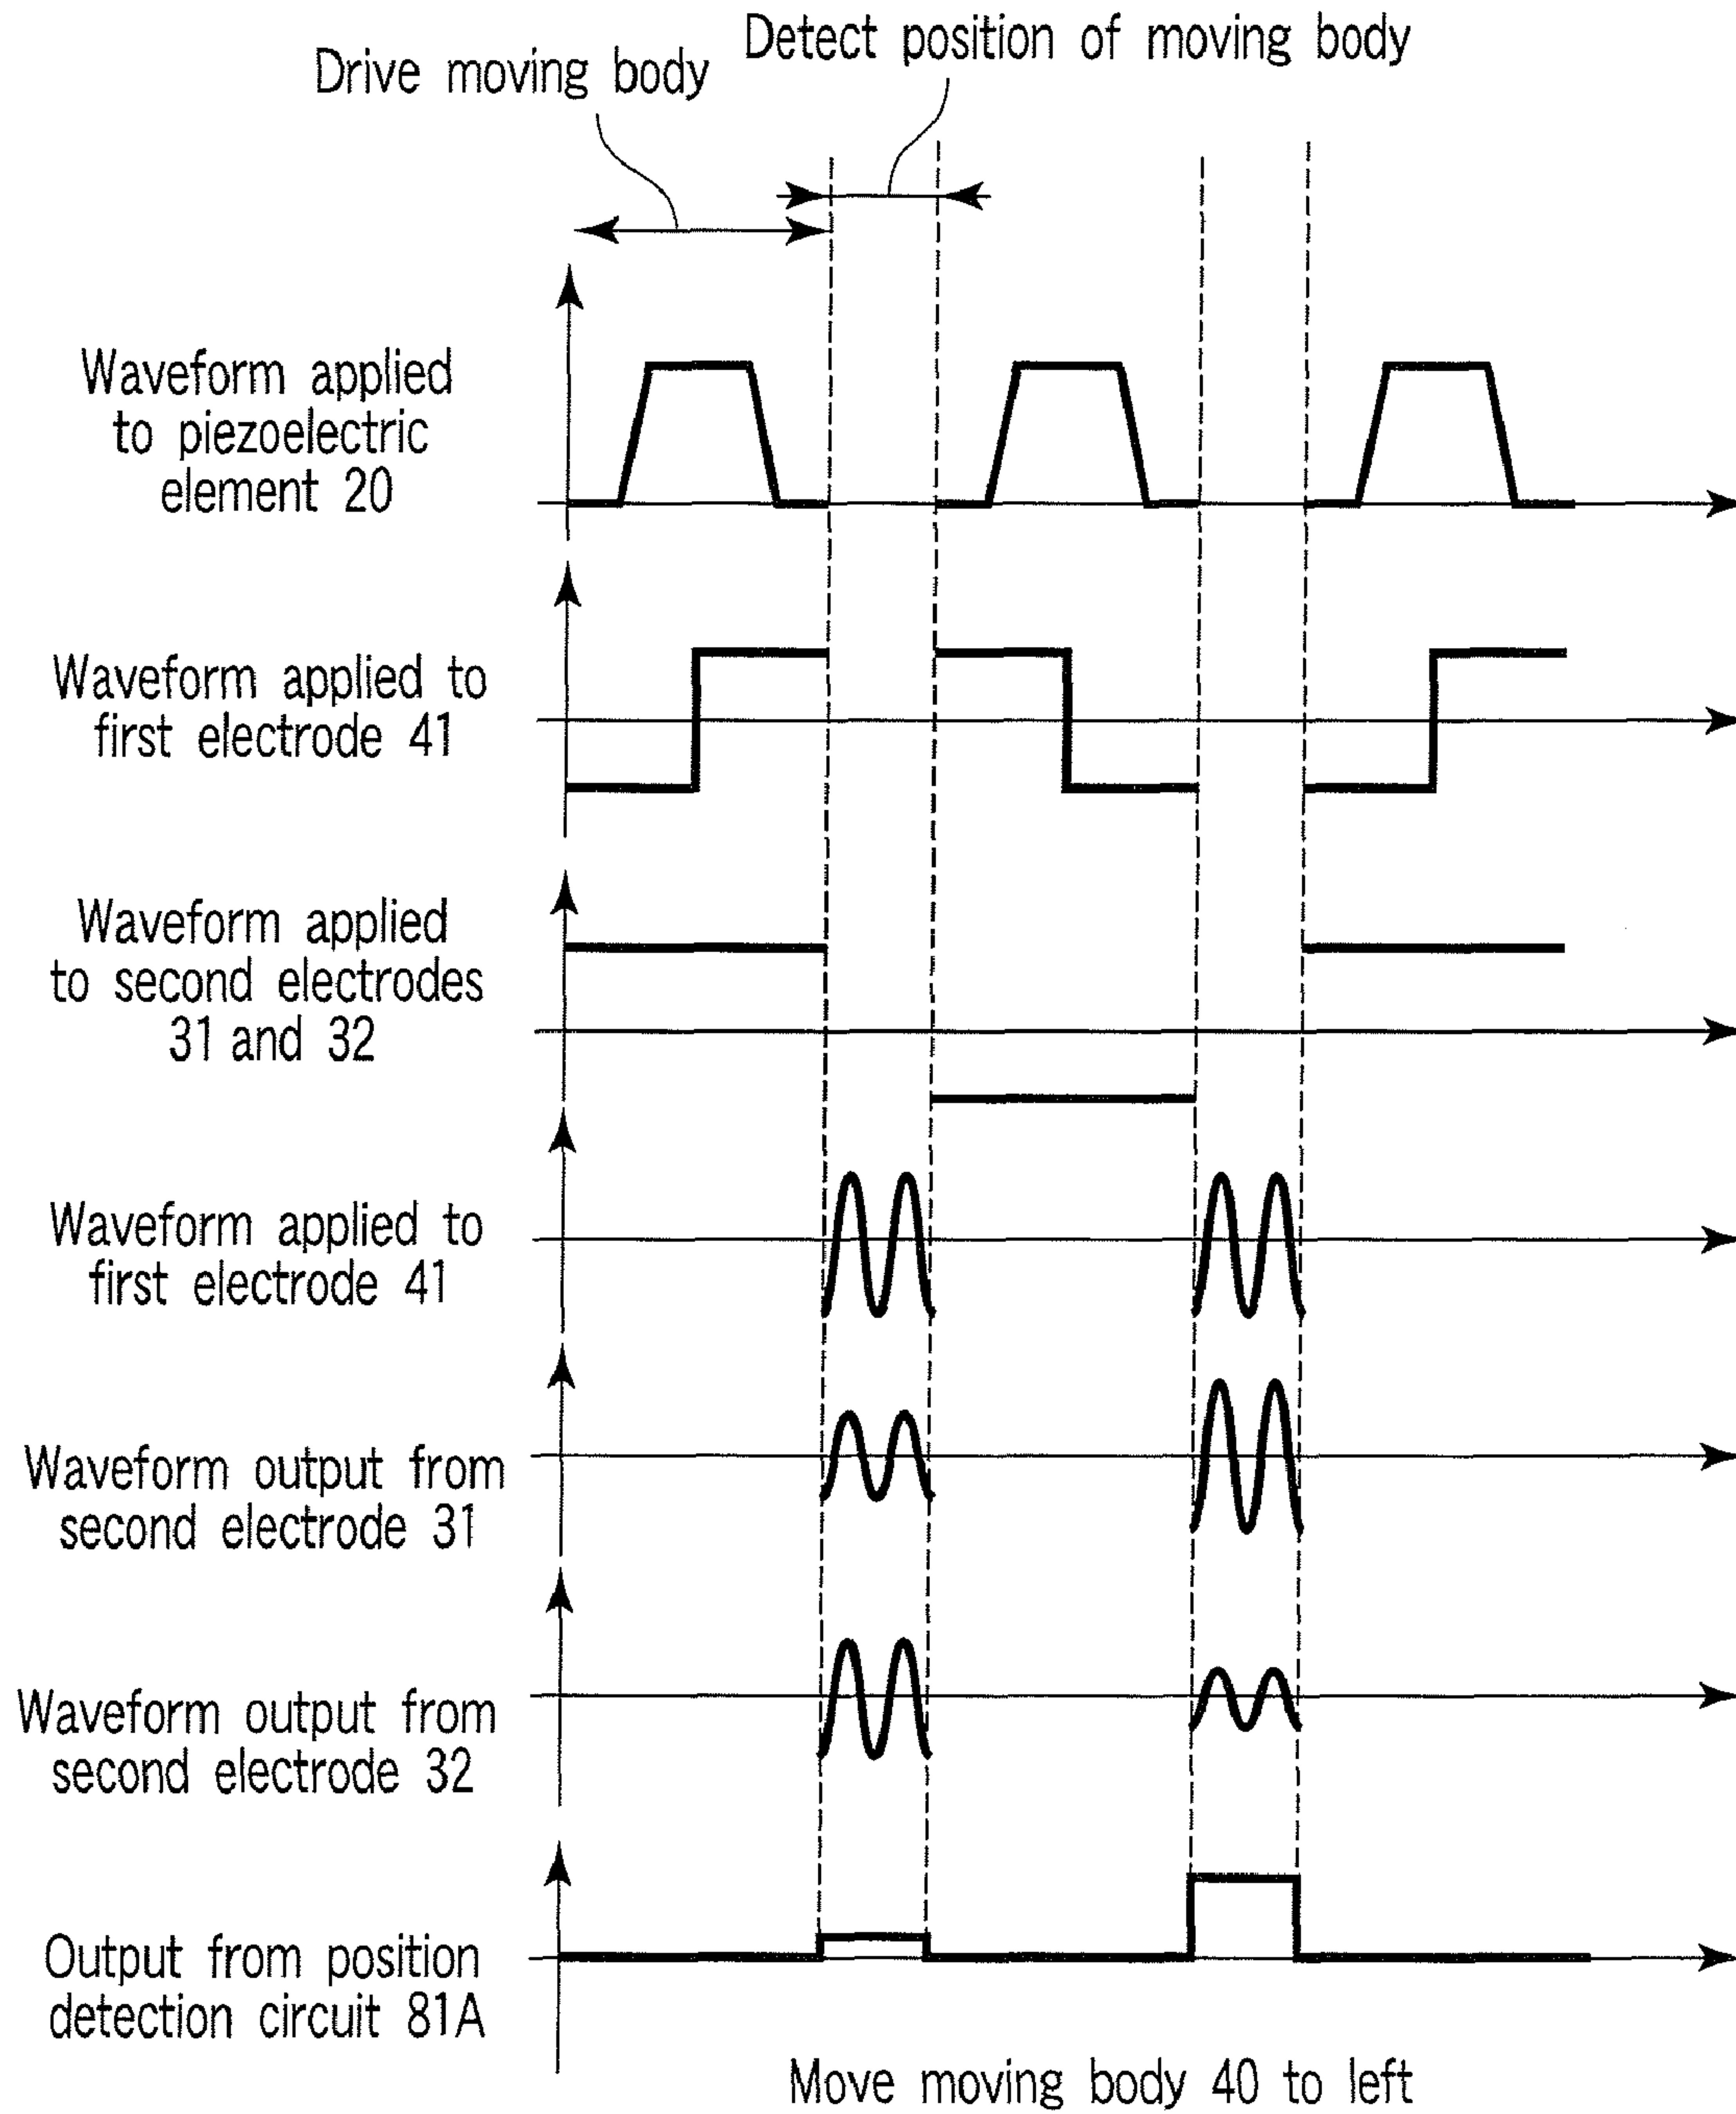 Detect position of moving body
Drive moving body
Waveform applied
to piezoelectric
element 20
Waveform applied to
first electrode 41
Waveform applied
to second electrodes
31 and 32
Waveform applied to
first electrode 41
Waveform output from
second electrode 31
Waveform output from
second electrode 32
Output from position
detection circuit 81A
Move moving body 40 to left